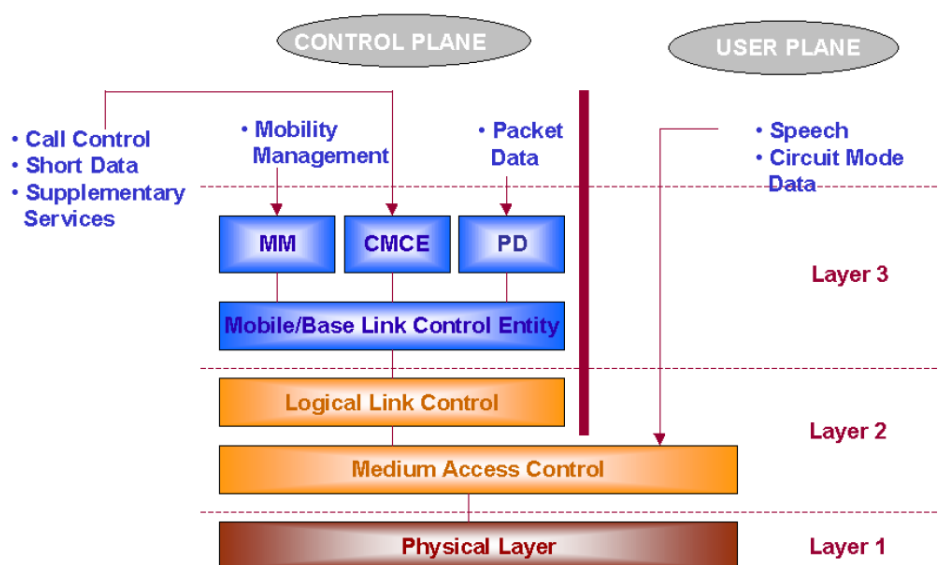 CONTROL PLANE
USER PLANE
• Call Control
• Short Data
• Supplementary
Services
• Mobility
Management
• Packet
Data
• Speech
• Circuit Mode
Data
MM
CMCE
PD
Layer 3
Mobile/Base Link Control Entity
Logical Link Control
Layer 2
Medium Access Control
Physical Layer
Layer 1